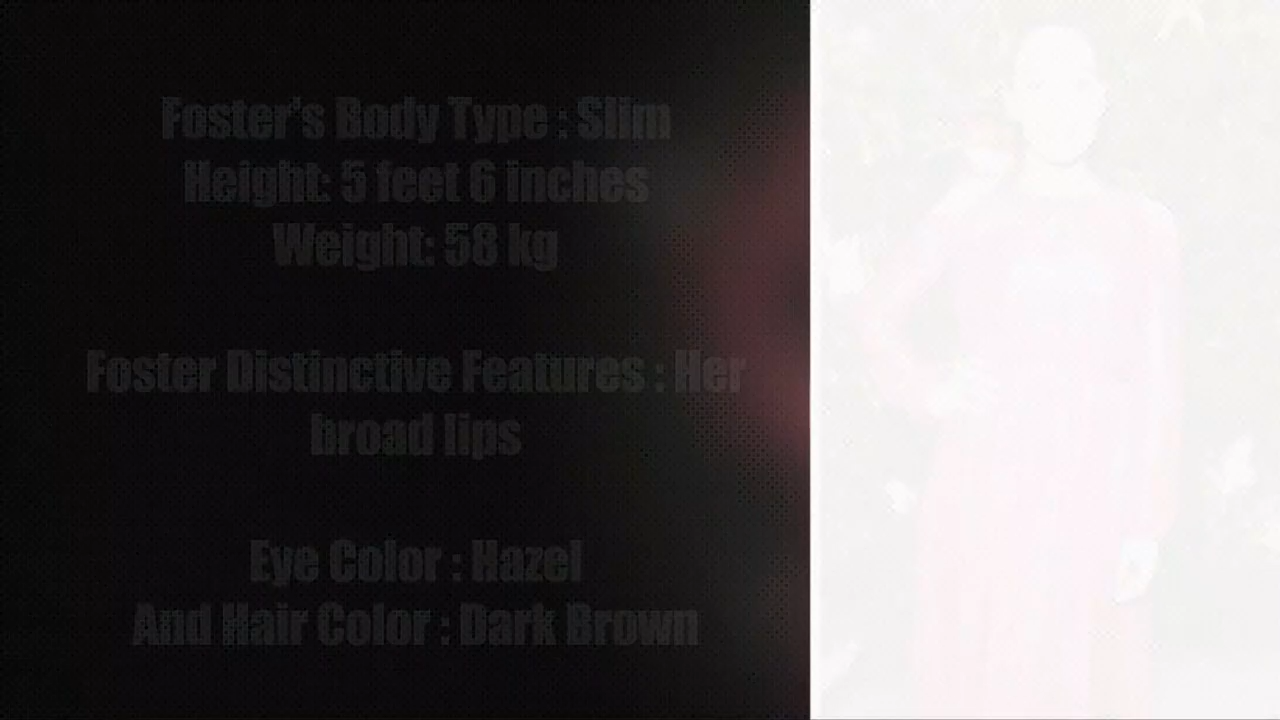 Foster's Body Type : Slim
Height: 5 feet 6 inches
Weight: 58 kg
Foster Distinctive Features : Her
broad lips
Eye Color : Hazel
And Hair Color : Dark Brown